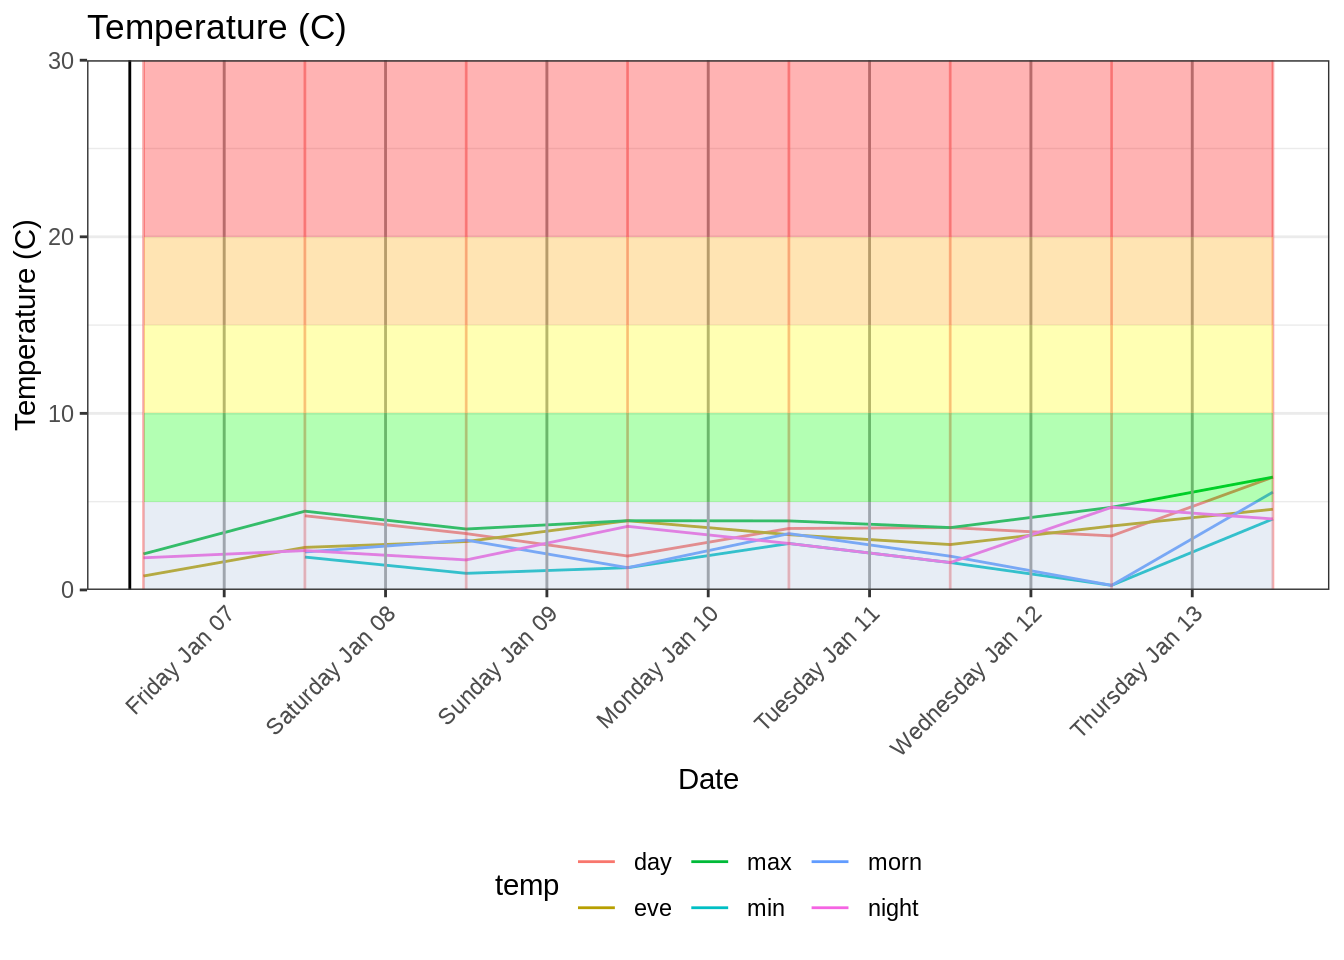 Temperature (C)
Temperature (C)
30
20
10
0
Friday Jan 07
Saturday Jan 08
Sunday Jan 09
Monday Jan 10
Tuesday Jan 11
Wednesday Jan 12
Thursday Jan 13
Date
temp
day max morn
eve min night